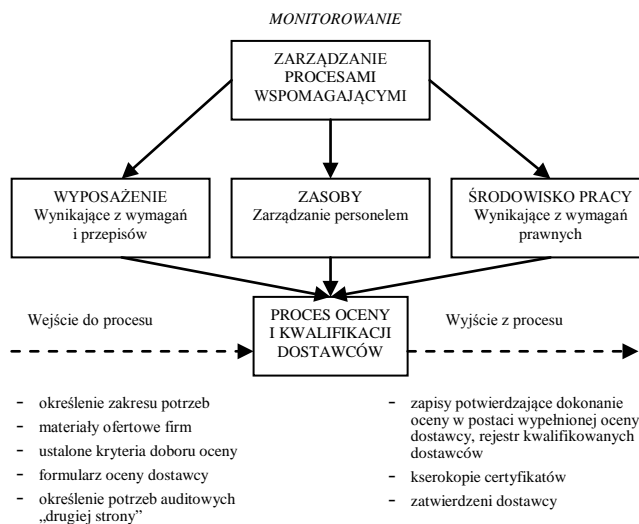 MONITOROWANIE
ZARZĄDZANIE
PROCESAMI
WSPOMAGAJĄCYMI
WYPOSAŻENIE
Wynikające z wymagań
i przepisów
ZASOBY
Zarządzanie personelem
ŚRODOWISKO PRACY
Wynikające z wymagań
prawnych
Wejście do procesu
PROCES OCENY
I KWALIFIKACJI
DOSTAWCÓW
Wyjście z procesu
- określenie zakresu potrzeb
- materiały ofertowe firm
- ustalone kryteria doboru oceny
- formularz oceny dostawcy
- określenie potrzeb auditowych
„drugiej strony”
- zapisy potwierdzające dokonanie
oceny w postaci wypełnionej oceny
dostawcy, rejestr kwalifikowanych
dostawców
- kserokopie certyfikatów
- zatwierdzeni dostawcy